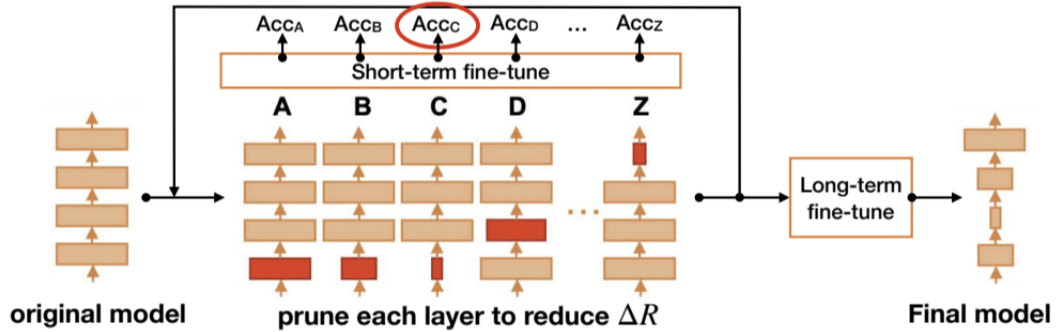 AccA AccB AccC AccD ... AccZ
Short-term fine-tune
A B C D Z
Long-term
fine-tune
...
original model
prune each layer to reduce ΔR
Final model